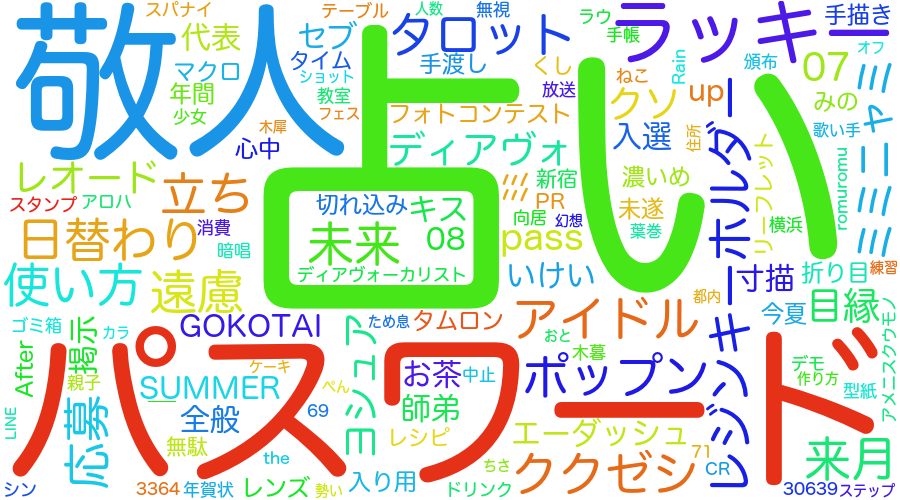 敬人
占い
パスワード
スパナイ
代表
マクロ
年間
少女
木犀
心中
セブ
タイム
ショット
教室
フェス
テーブル
人数
無視
タロット
手渡し
くし
放送
フォトコンテスト
ディアヴォ
ラッキー
ラウ
手帳
ねこ
クソ
Rain
up
入選
住所
頒布
07
手描き
オフ
ミニャミ
みの
歌い手
ミニミミ
romuromu
リーフレット
横浜
レジンキーホルダー
レオード
スタンプ
アロハ
立ち
日替わり
消費
暗唱
切れ込み
キス
未来
08
ディアヴォーカリスト
ミミ
新宿
PR
向居
幻想
濃いめ
未遂
葉巻
pass
いけい
使い方
遠慮
都内
寸描
折り目
練習
今夏
目縁
アメニスクウモノ
ゴミ箱
カラ
掲示
After
親子
GOKOTAI
ため息
タムロン
アイドル
おと
木暮
ポップン
ヨシュア
お茶
中止
師弟
レシピ
ケーキ
ぺん
SUMMER
全般
69
LINE
応募
無駄
the
エーダッシュ
71
CR
ククゼシ
ちさ
デモ
作り方
型紙
来月
シン
3364
年賀状
レンズ
勢い
入り用
ドリンク
30639
ステップ